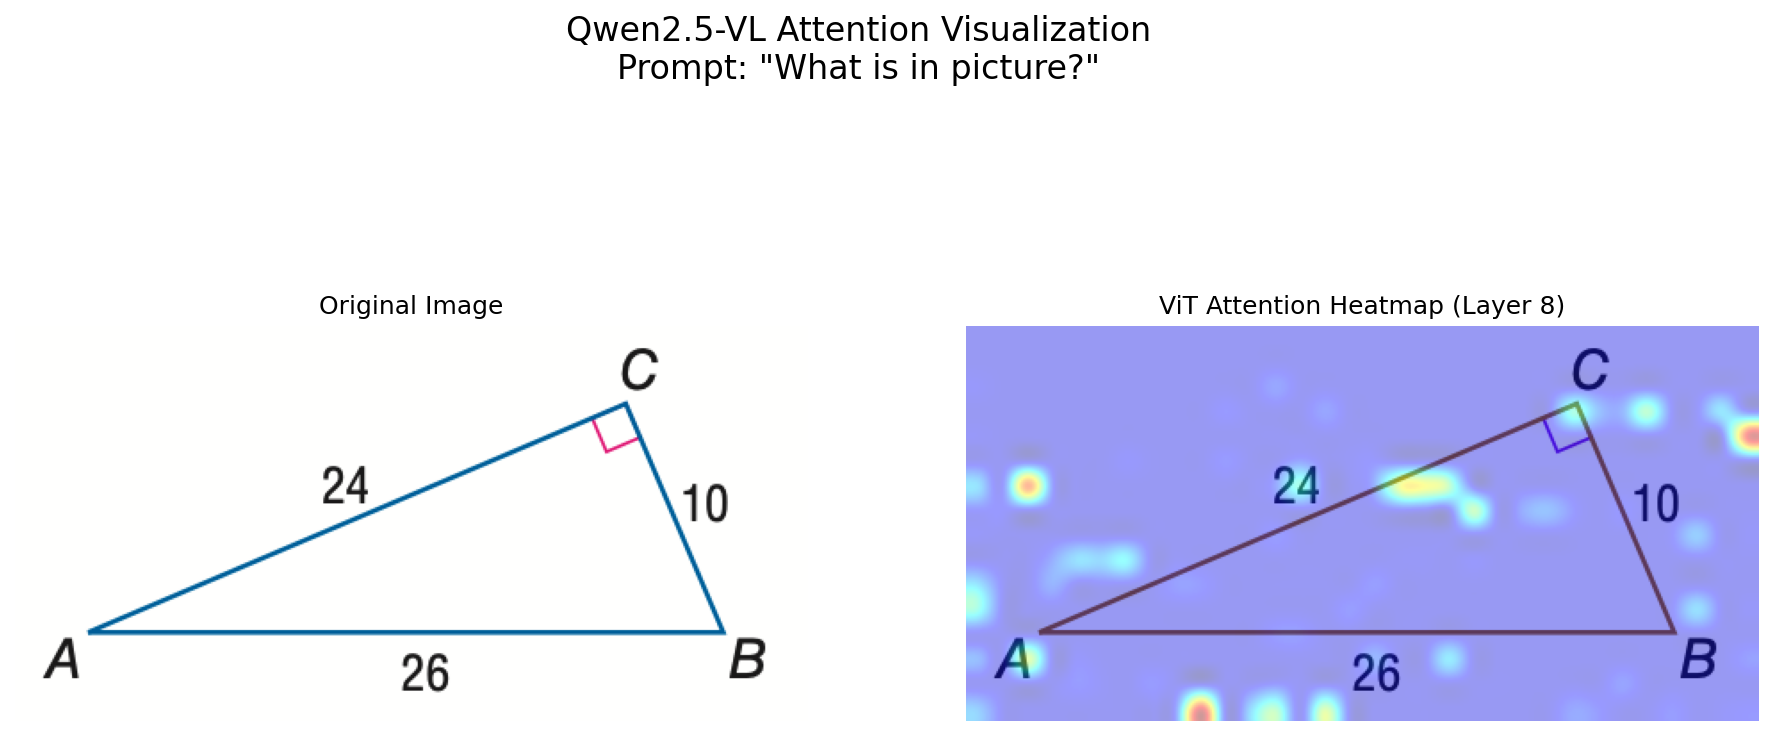 Qwen2.5-VL Attention Visualization
Prompt: "What is in picture?"
Original Image
C
24
10
A
26
B
ViT Attention Heatmap (Layer 8)
C
24
10
A
26
B